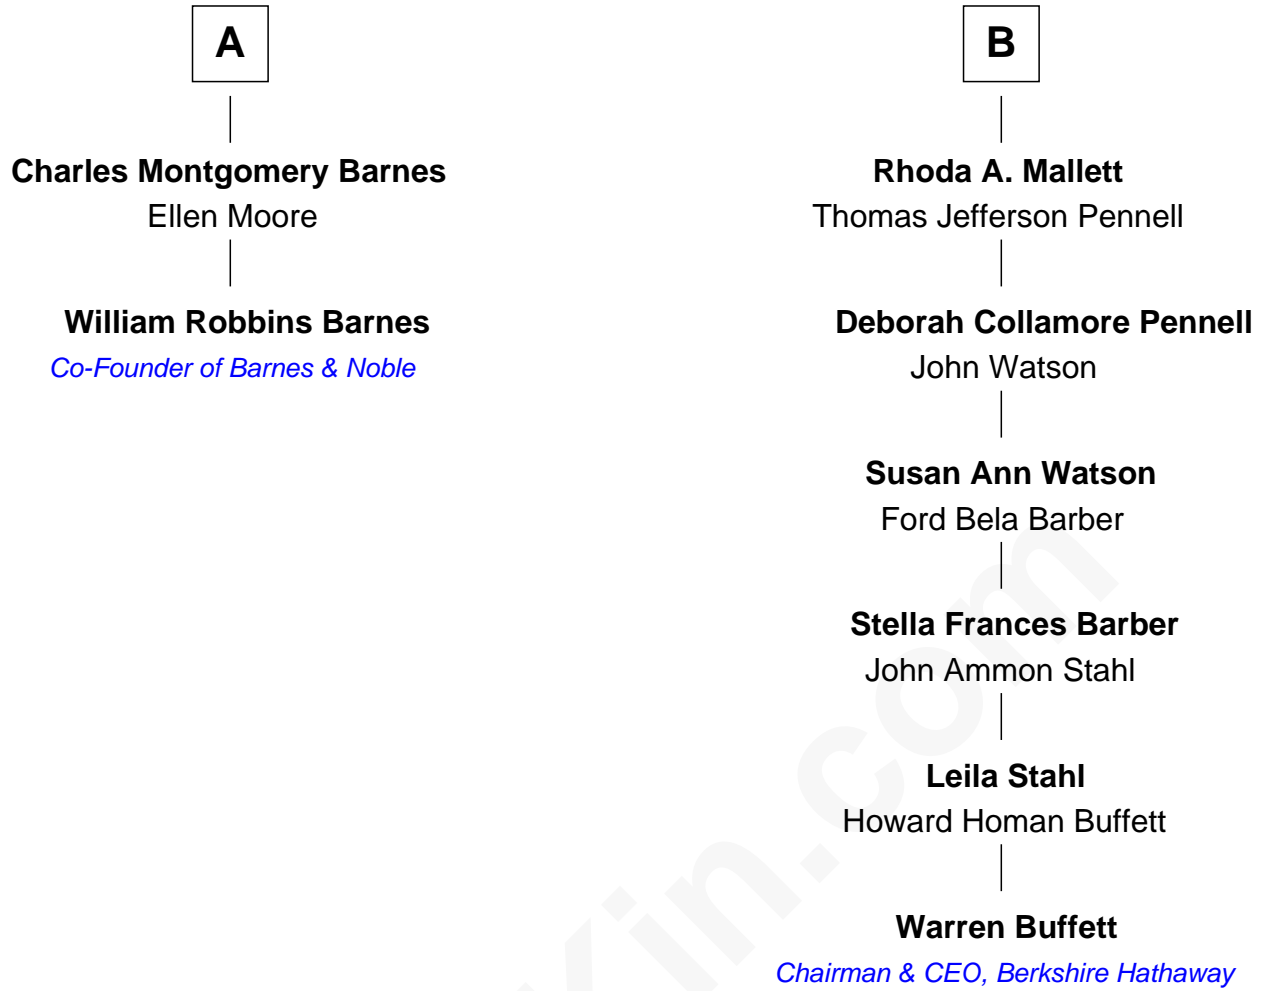 A
Charles Montgomery Barnes
Ellen Moore
William Robbins Barnes
Co-Founder of Barnes & Noble
B
Rhoda A. Mallett
Thomas Jefferson Pennell
Deborah Collamore Pennell
John Watson
Susan Ann Watson
Ford Bela Barber
Stella Frances Barber
John Ammon Stahl
Leila Stahl
Howard Homan Buffett
Warren Buffett
Chairman & CEO, Berkshire Hathaway
Kin.com